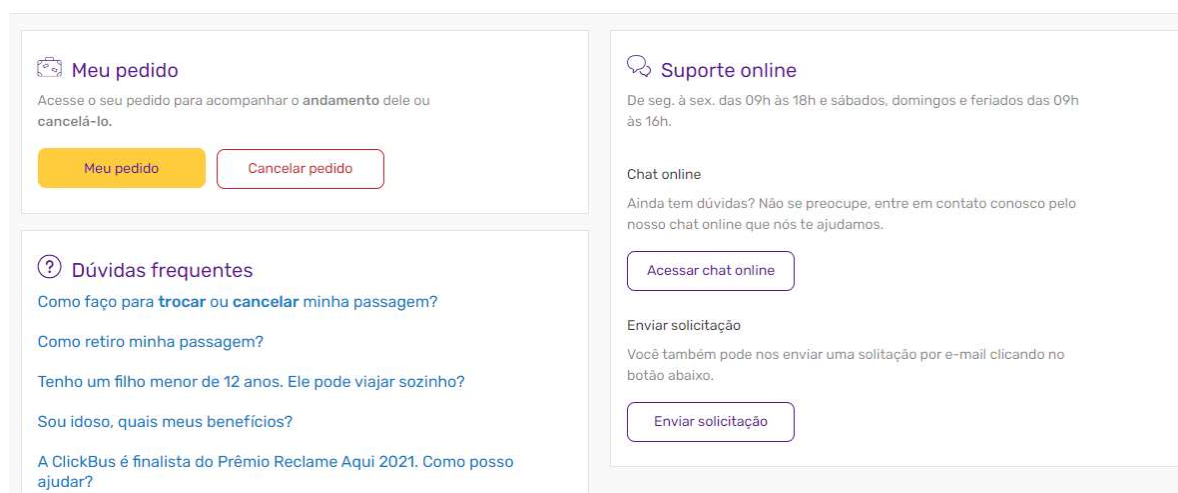 Meu pedido
Acesse o seu pedido para acompanhar o andamento dele ou
cancelá-lo.
Meu pedido
Cancelar pedido
Dúvidas frequentes
Como faço para trocar ou cancelar minha passagem?
Como retiro minha passagem?
Tenho um filho menor de 12 anos. Ele pode viajar sozinho?
Sou idoso, quais meus benefícios?
A ClickBus é finalista do Prêmio Reclame Aqui 2021. Como posso
ajudar?
Suporte online
De seg. à sex. das 09h às 18h e sábados, domingos e feriados das 09h
às 16h.
Chat online
Ainda tem dúvidas? Não se preocupe, entre em contato conosco pelo
nosso chat online que nós te ajudamos.
Acessar chat online
Enviar solicitação
Você também pode nos enviar uma solitação por e-mail clicando no
botão abaixo.
Enviar solicitação